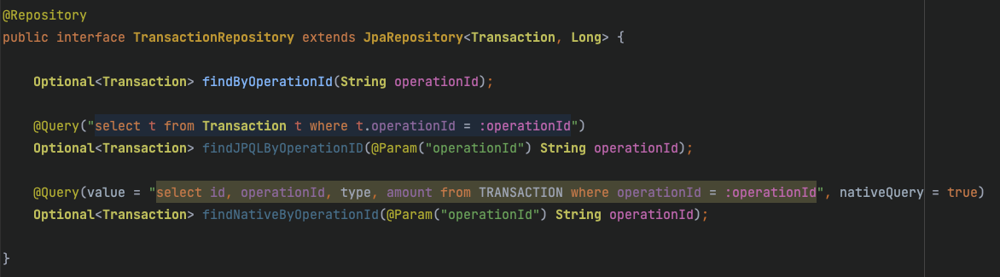 @Repository
public interface TransactionRepository extends JpaRepository<Transaction, Long> {
Optional<Transaction> findByOperationId(String operationId);
@Query("select t from Transaction t where t.operationId = :operationId")
Optional<Transaction> findJPQLByOperationID(@Param("operationId") String operationId);
@Query(value = "select id, operationId, type, amount from TRANSACTION where operationId = :operationId", nativeQuery = true)
Optional<Transaction> findNativeByOperationId(@Param("operationId") String operationId);
}